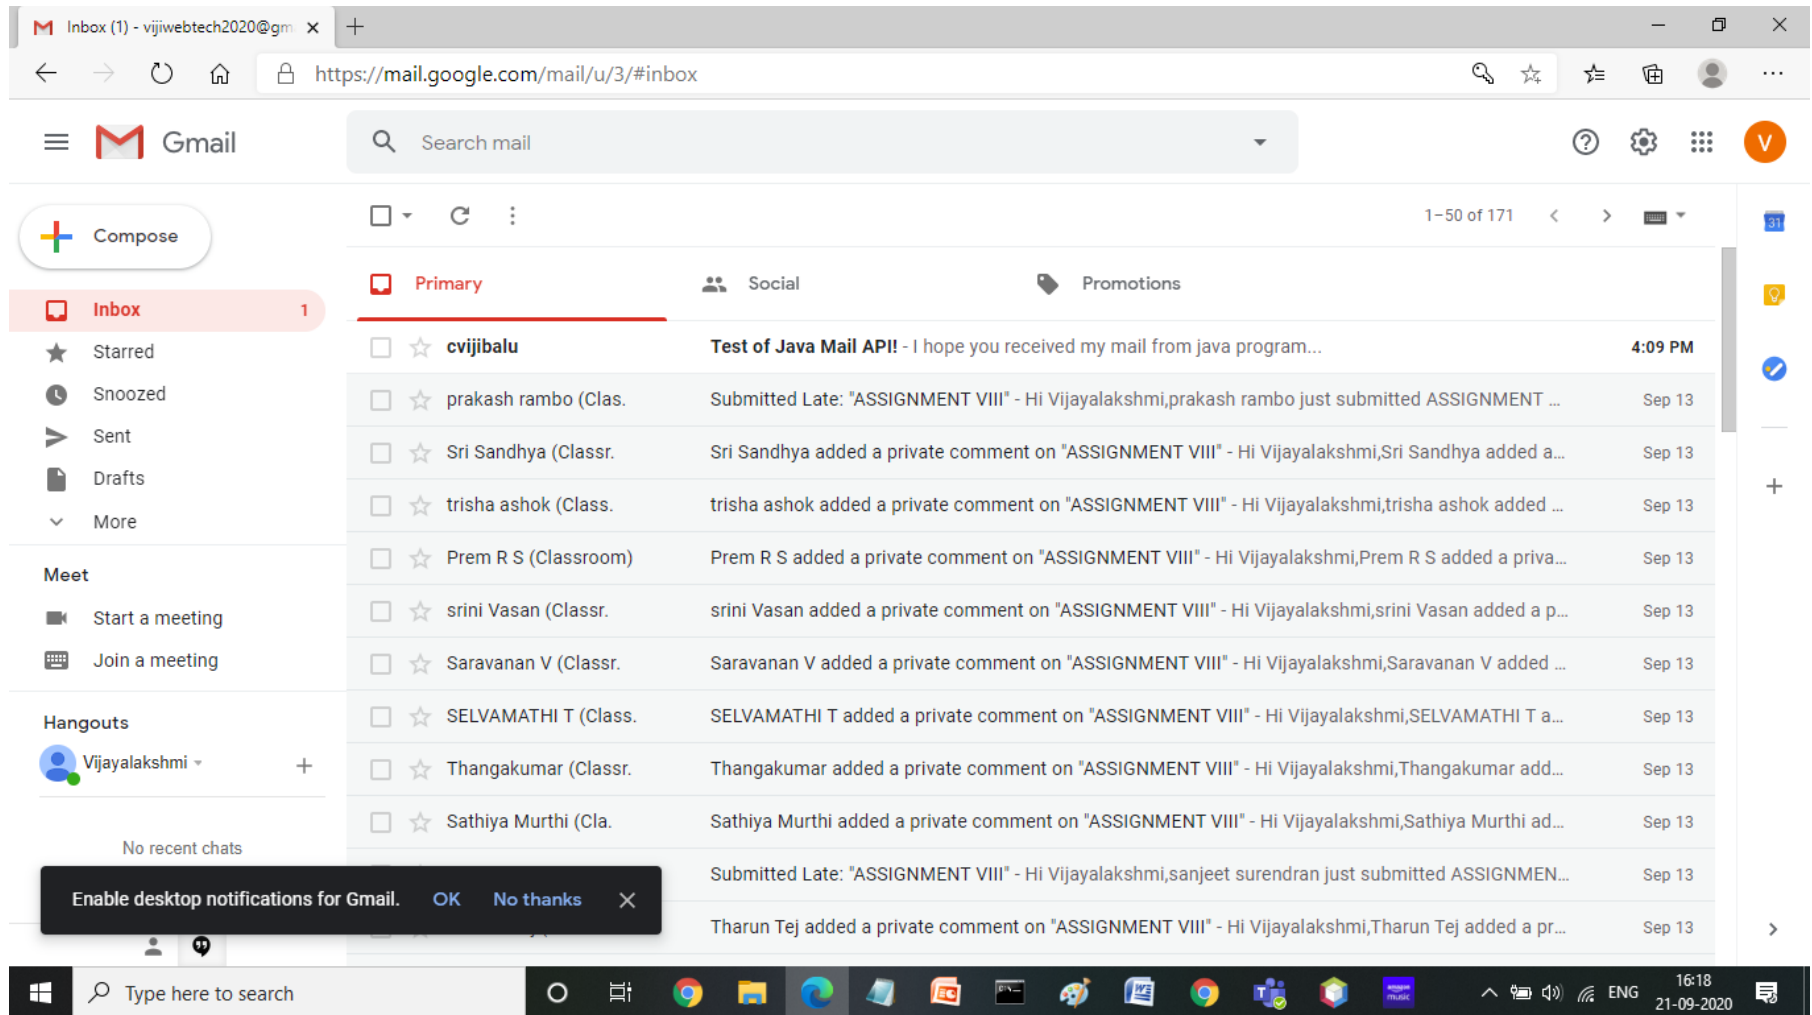 Inbox (1) - vijiwebtech2020@gm
https://mail.google.com/mail/u/3/#inbox
Gmail
Search mail
V
Compose
1–50 of 171
31
Primary
Social
Promotions
Inbox 1
Starred
Snoozed
Sent
Drafts
More
Meet
Start a meeting
Join a meeting
Hangouts
Vijayalakshmi
No recent chats
cvijibalu Test of Java Mail API! - I hope you received my mail from java program... 4:09 PM
prakash rambo (Clas. Submitted Late: "ASSIGNMENT VIII" - Hi Vijayalakshmi,prakash rambo just submitted ASSIGNMENT ... Sep 13
Sri Sandhya (Classr. Sri Sandhya added a private comment on "ASSIGNMENT VIII" - Hi Vijayalakshmi,Sri Sandhya added a... Sep 13
trisha ashok (Class. trisha ashok added a private comment on "ASSIGNMENT VIII" - Hi Vijayalakshmi,trisha ashok added ... Sep 13
Prem R S (Classroom) Prem R S added a private comment on "ASSIGNMENT VIII" - Hi Vijayalakshmi,Prem R S added a priva... Sep 13
srini Vasan (Classr. srini Vasan added a private comment on "ASSIGNMENT VIII" - Hi Vijayalakshmi,srini Vasan added a p... Sep 13
Saravanan V (Classr. Saravanan V added a private comment on "ASSIGNMENT VIII" - Hi Vijayalakshmi,Saravanan V added ... Sep 13
SELVAMATHI T (Class. SELVAMATHI T added a private comment on "ASSIGNMENT VIII" - Hi Vijayalakshmi,SELVAMATHI T a... Sep 13
Thangakumar (Classr. Thangakumar added a private comment on "ASSIGNMENT VIII" - Hi Vijayalakshmi,Thangakumar add... Sep 13
Sathiya Murthi (Cla. Sathiya Murthi added a private comment on "ASSIGNMENT VIII" - Hi Vijayalakshmi,Sathiya Murthi ad... Sep 13
Submitted Late: "ASSIGNMENT VIII" - Hi Vijayalakshmi,sanjeet surendran just submitted ASSIGNMEN... Sep 13
Tharun Tej added a private comment on "ASSIGNMENT VIII" - Hi Vijayalakshmi,Tharun Tej added a pr... Sep 13
Enable desktop notifications for Gmail. OK No thanks
Type here to search
amazon music
ENG
16:18
21-09-2020